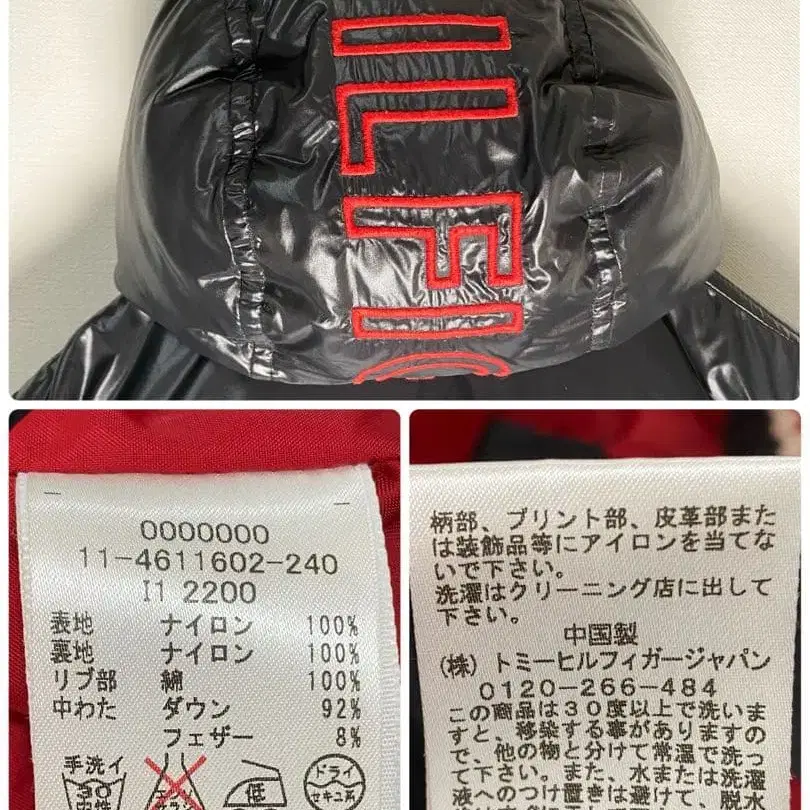 ILFIG
0000000
11-4611602-240
I1 2200
表地 ナイロン 100%
裏地 ナイロン 100%
リブ部 綿 100%
中わた ダウン 92%
フェザー 8%
手洗イ
中性
低
ドライ
セキユ系
柄部、プリント部、皮革部また
は装飾品等にアイロンを当てな
いで下さい。
洗濯はクリーニング店に出して
下さい。
中国製
(株) トミーヒルフィガージャパン
0120-266-484
この商品は30度以上で洗いま
すと、移染する事がありますの
で、他の物と分けて常温で洗っ
て下さい。また、水または洗濯
液へのつけ置きは避けて、脱水